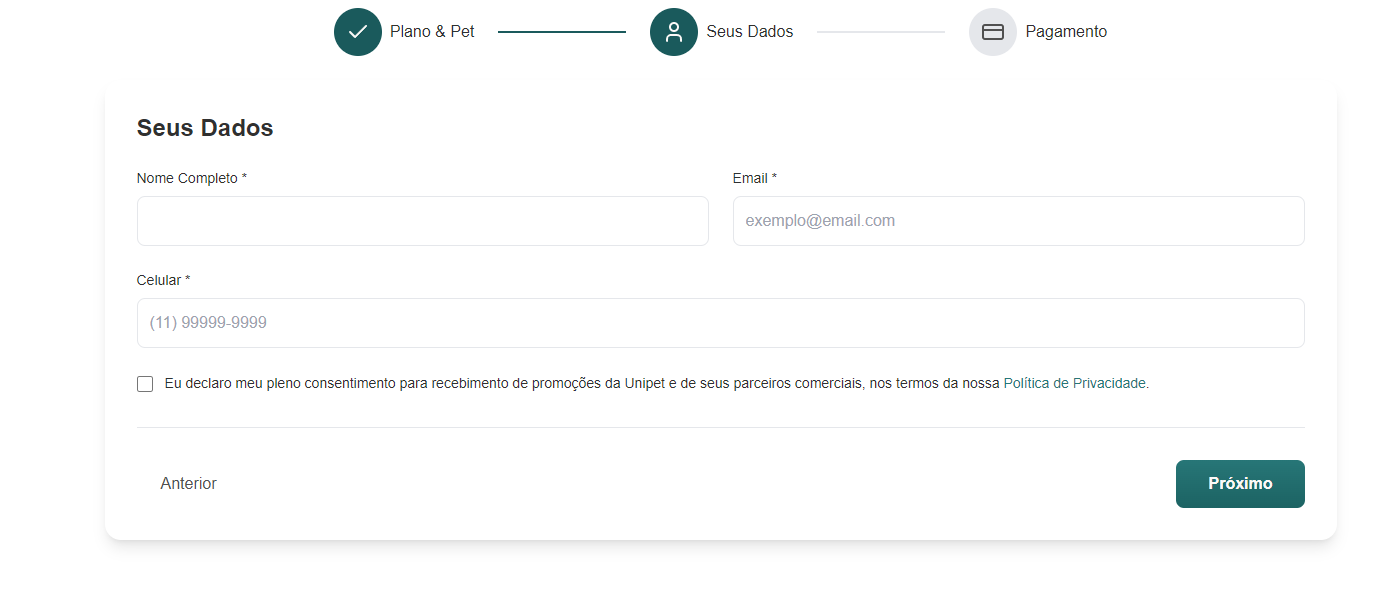 Plano & Pet
Seus Dados
Pagamento
Seus Dados
Nome Completo *
Email *
exemplo@email.com
Celular *
(11) 99999-9999
Eu declaro meu pleno consentimento para recebimento de promoções da Unipet e de seus parceiros comerciais, nos termos da nossa Política de Privacidade.
Anterior
Próximo